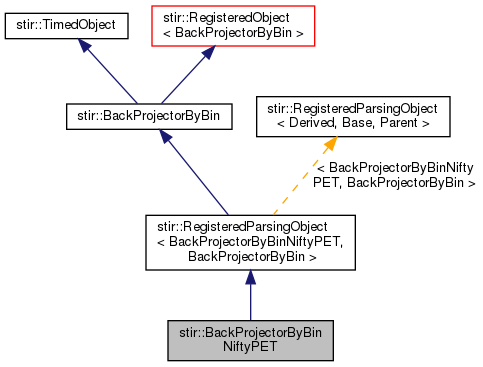 stir::TimedObject
stir::RegisteredObject
< BackProjectorByBin >
stir::BackProjectorByBin
stir::RegisteredParsingObject
< Derived, Base, Parent >
< BackProjectorByBinNifty
PET, BackProjectorByBin >
stir::RegisteredParsingObject
< BackProjectorByBinNiftyPET,
BackProjectorByBin >
stir::BackProjectorByBin
NiftyPET